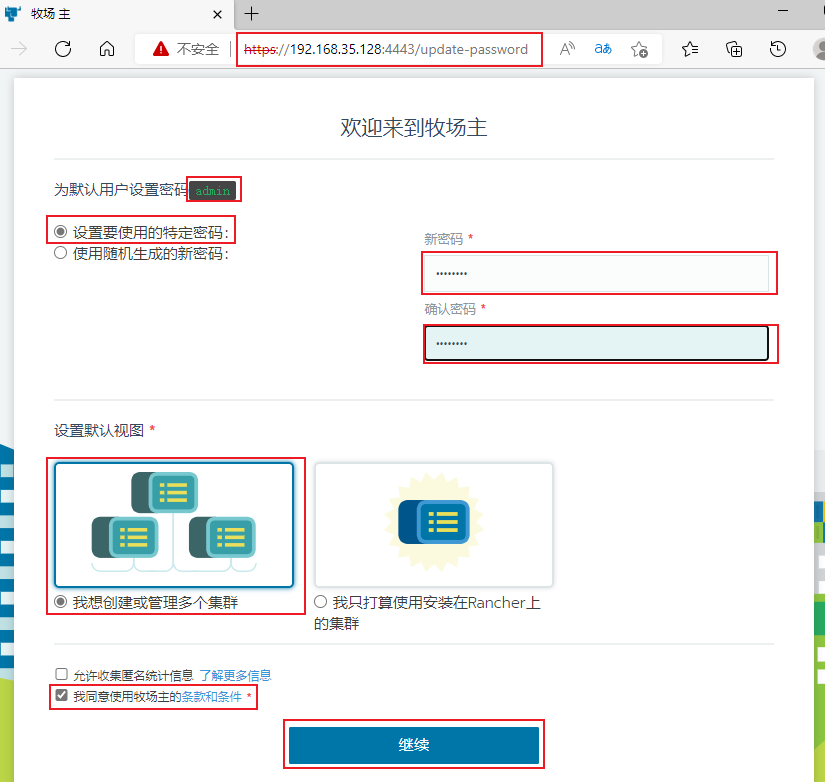 牧场 主
不安全
https://192.168.35.128:4443/update-password
欢迎来到牧场主
为默认用户设置密码 admin
设置要使用的特定密码:
使用随机生成的新密码:
新密码 *
••••••••
确认密码 *
••••••••
设置默认视图 *
我想创建或管理多个集群
我只打算使用安装在Rancher上
的集群
允许收集匿名统计信息 了解更多信息
我同意使用牧场主的条款和条件 *
继续